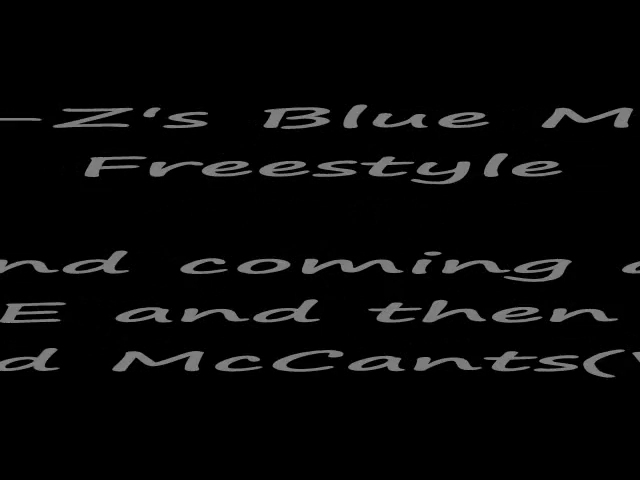 -Z's Blue M
Freestyle
nd coming a
E and then
d McCants(